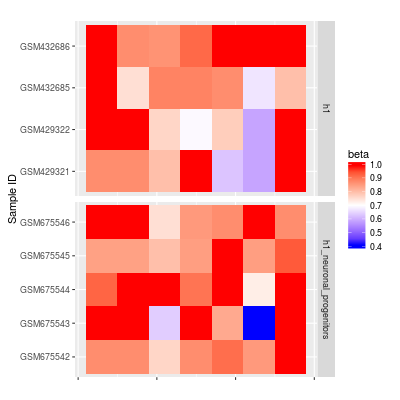 Sample ID
GSM432686
GSM432685
GSM429322
GSM429321
h1
GSM675546
GSM675545
GSM675544
GSM675543
GSM675542
h1_neuronal_progenitors
beta
1.0
0.9
0.8
0.7
0.6
0.5
0.4